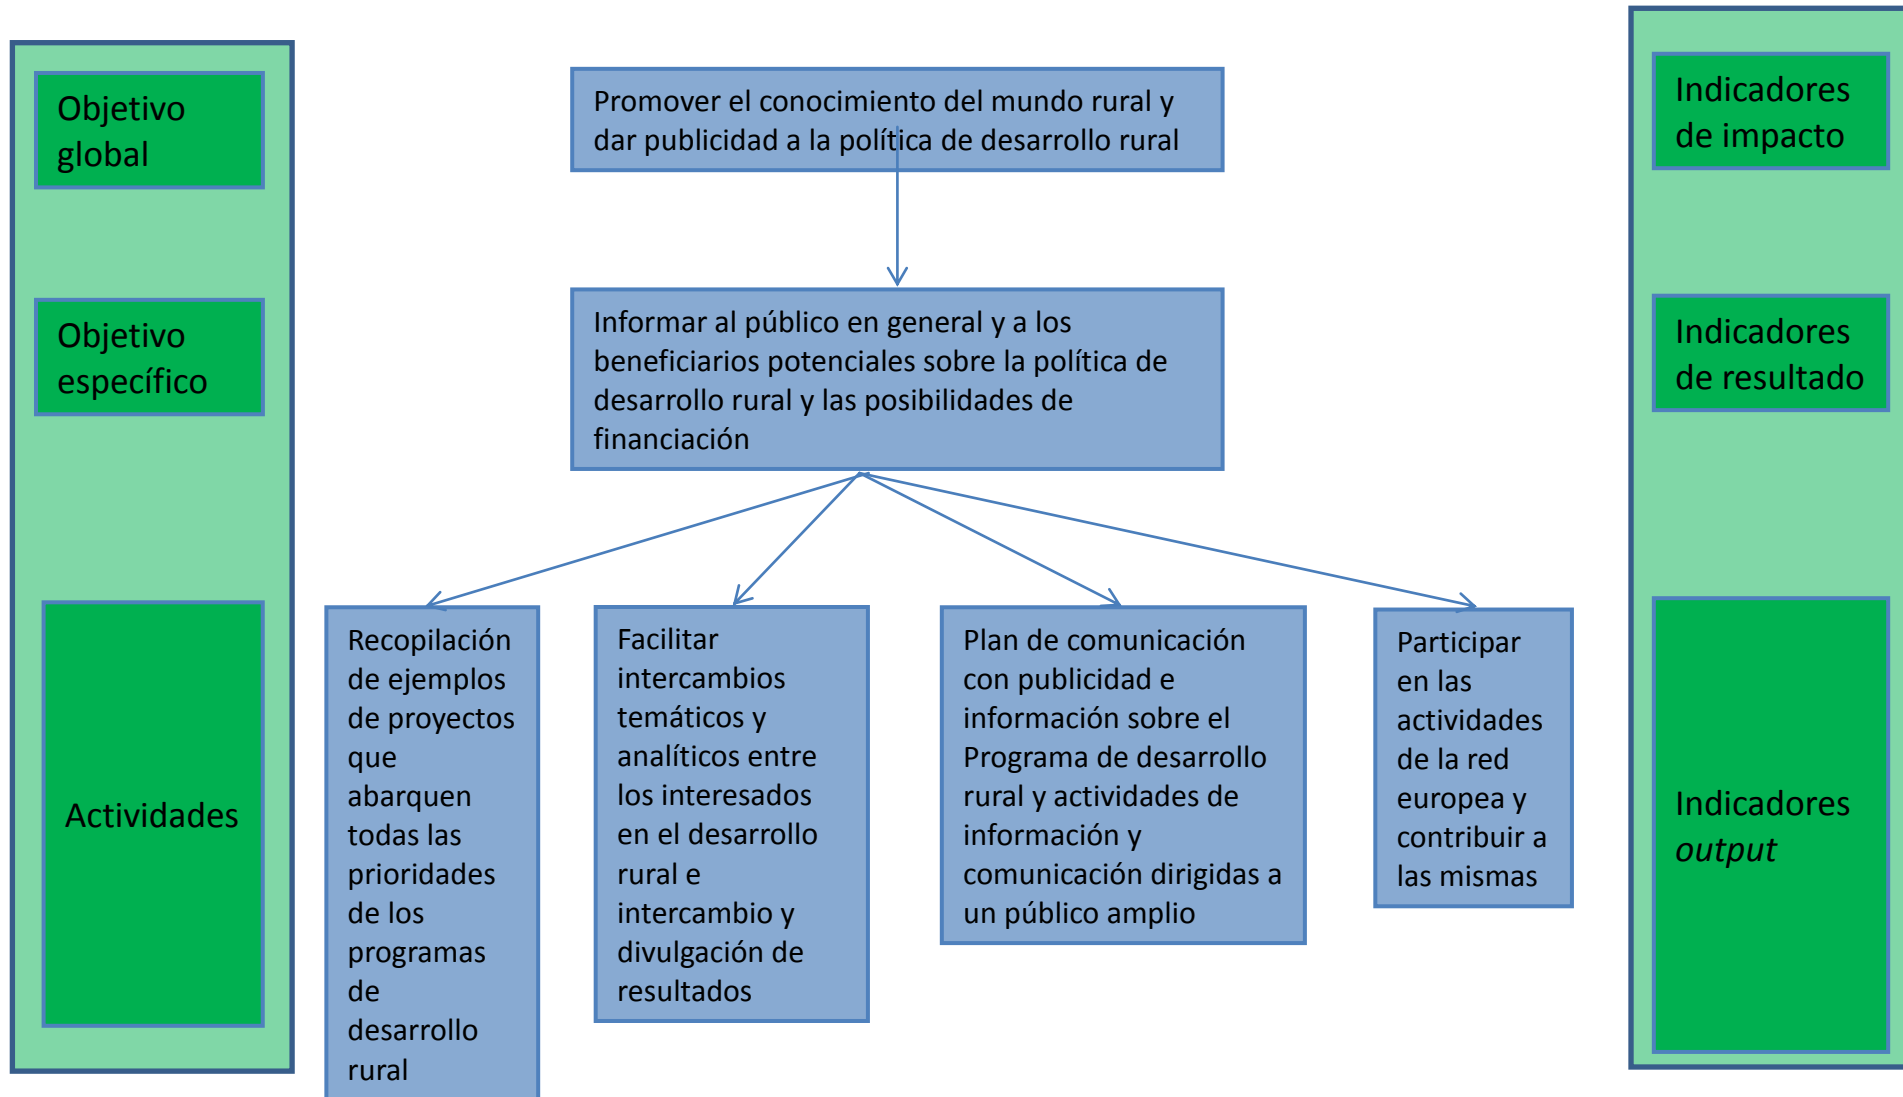 Objetivo
global
Promover el conocimiento del mundo rural y
dar publicidad a la política de desarrollo rural
Indicadores
de impacto
Objetivo
específico
Informar al público en general y a los
beneficiarios potenciales sobre la política de
desarrollo rural y las posibilidades de
financiación
Indicadores
de resultado
Actividades
Recopilación
de ejemplos
de proyectos
que
abarquen
todas las
prioridades
de los
programas
de
desarrollo
rural
Facilitar
intercambios
temáticos y
analíticos entre
los interesados
en el desarrollo
rural e
intercambio y
divulgación de
resultados
Plan de comunicación
con publicidad e
información sobre el
Programa de desarrollo
rural y actividades de
información y
comunicación dirigidas a
un público amplio
Participar
en las
actividades
de la red
europea y
contribuir a
las mismas
Indicadores
output